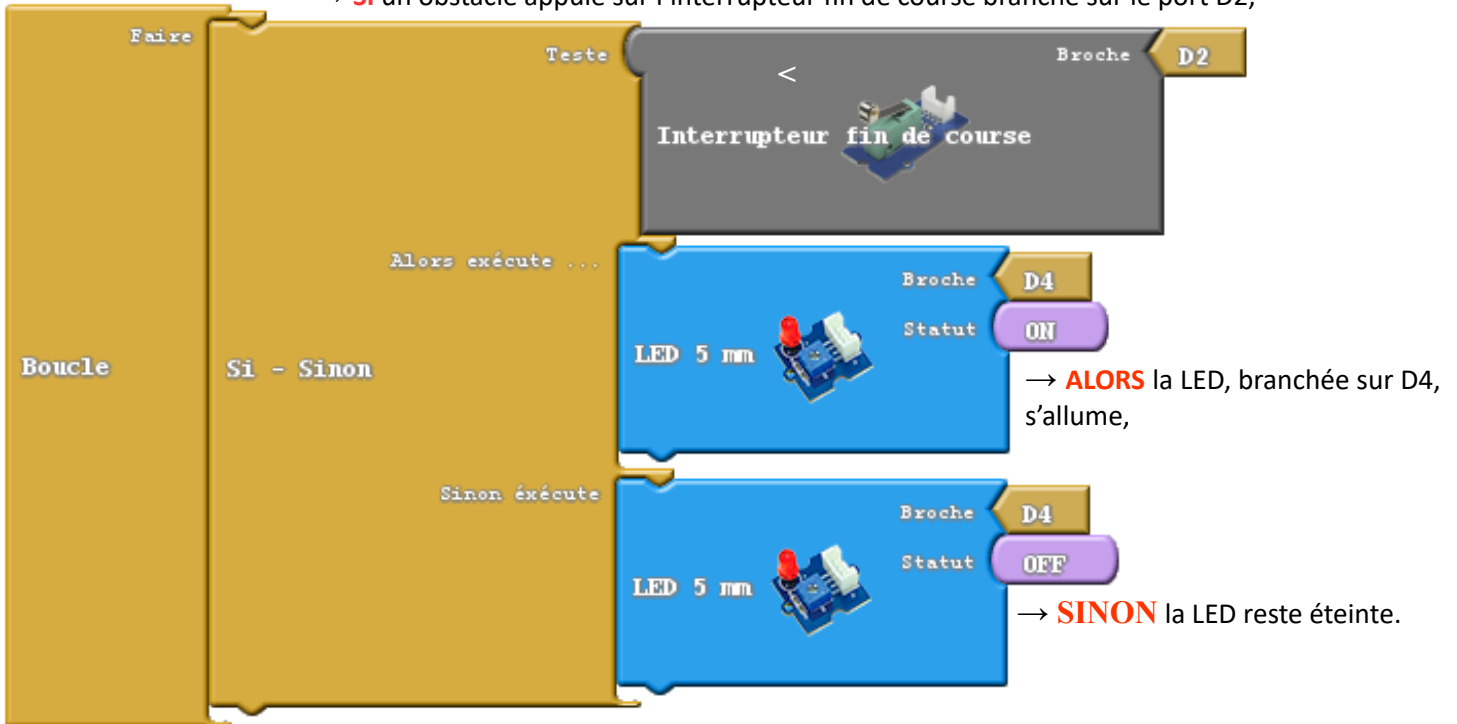 → SI un obstacle appuie sur l'interrupteur fin de course branché sur le port D2,
Faire
Teste
Broche
D2
<
Interrupteur fin de course
Alors exécute ...
Broche
D4
Statut
ON
LED 5 mm
Boucle
Si - Sinon
→ ALORS la LED, branchée sur D4,
s'allume,
Sinon éxécute
Broche
D4
Statut
OFF
LED 5 mm
→ SINON la LED reste éteinte.